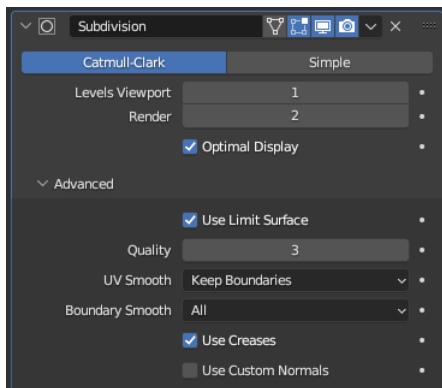 Subdivision
Catmull-Clark Simple
Levels Viewport 1
Render 2
Optimal Display
Advanced
Use Limit Surface
Quality 3
UV Smooth Keep Boundaries
Boundary Smooth All
Use Creases
Use Custom Normals